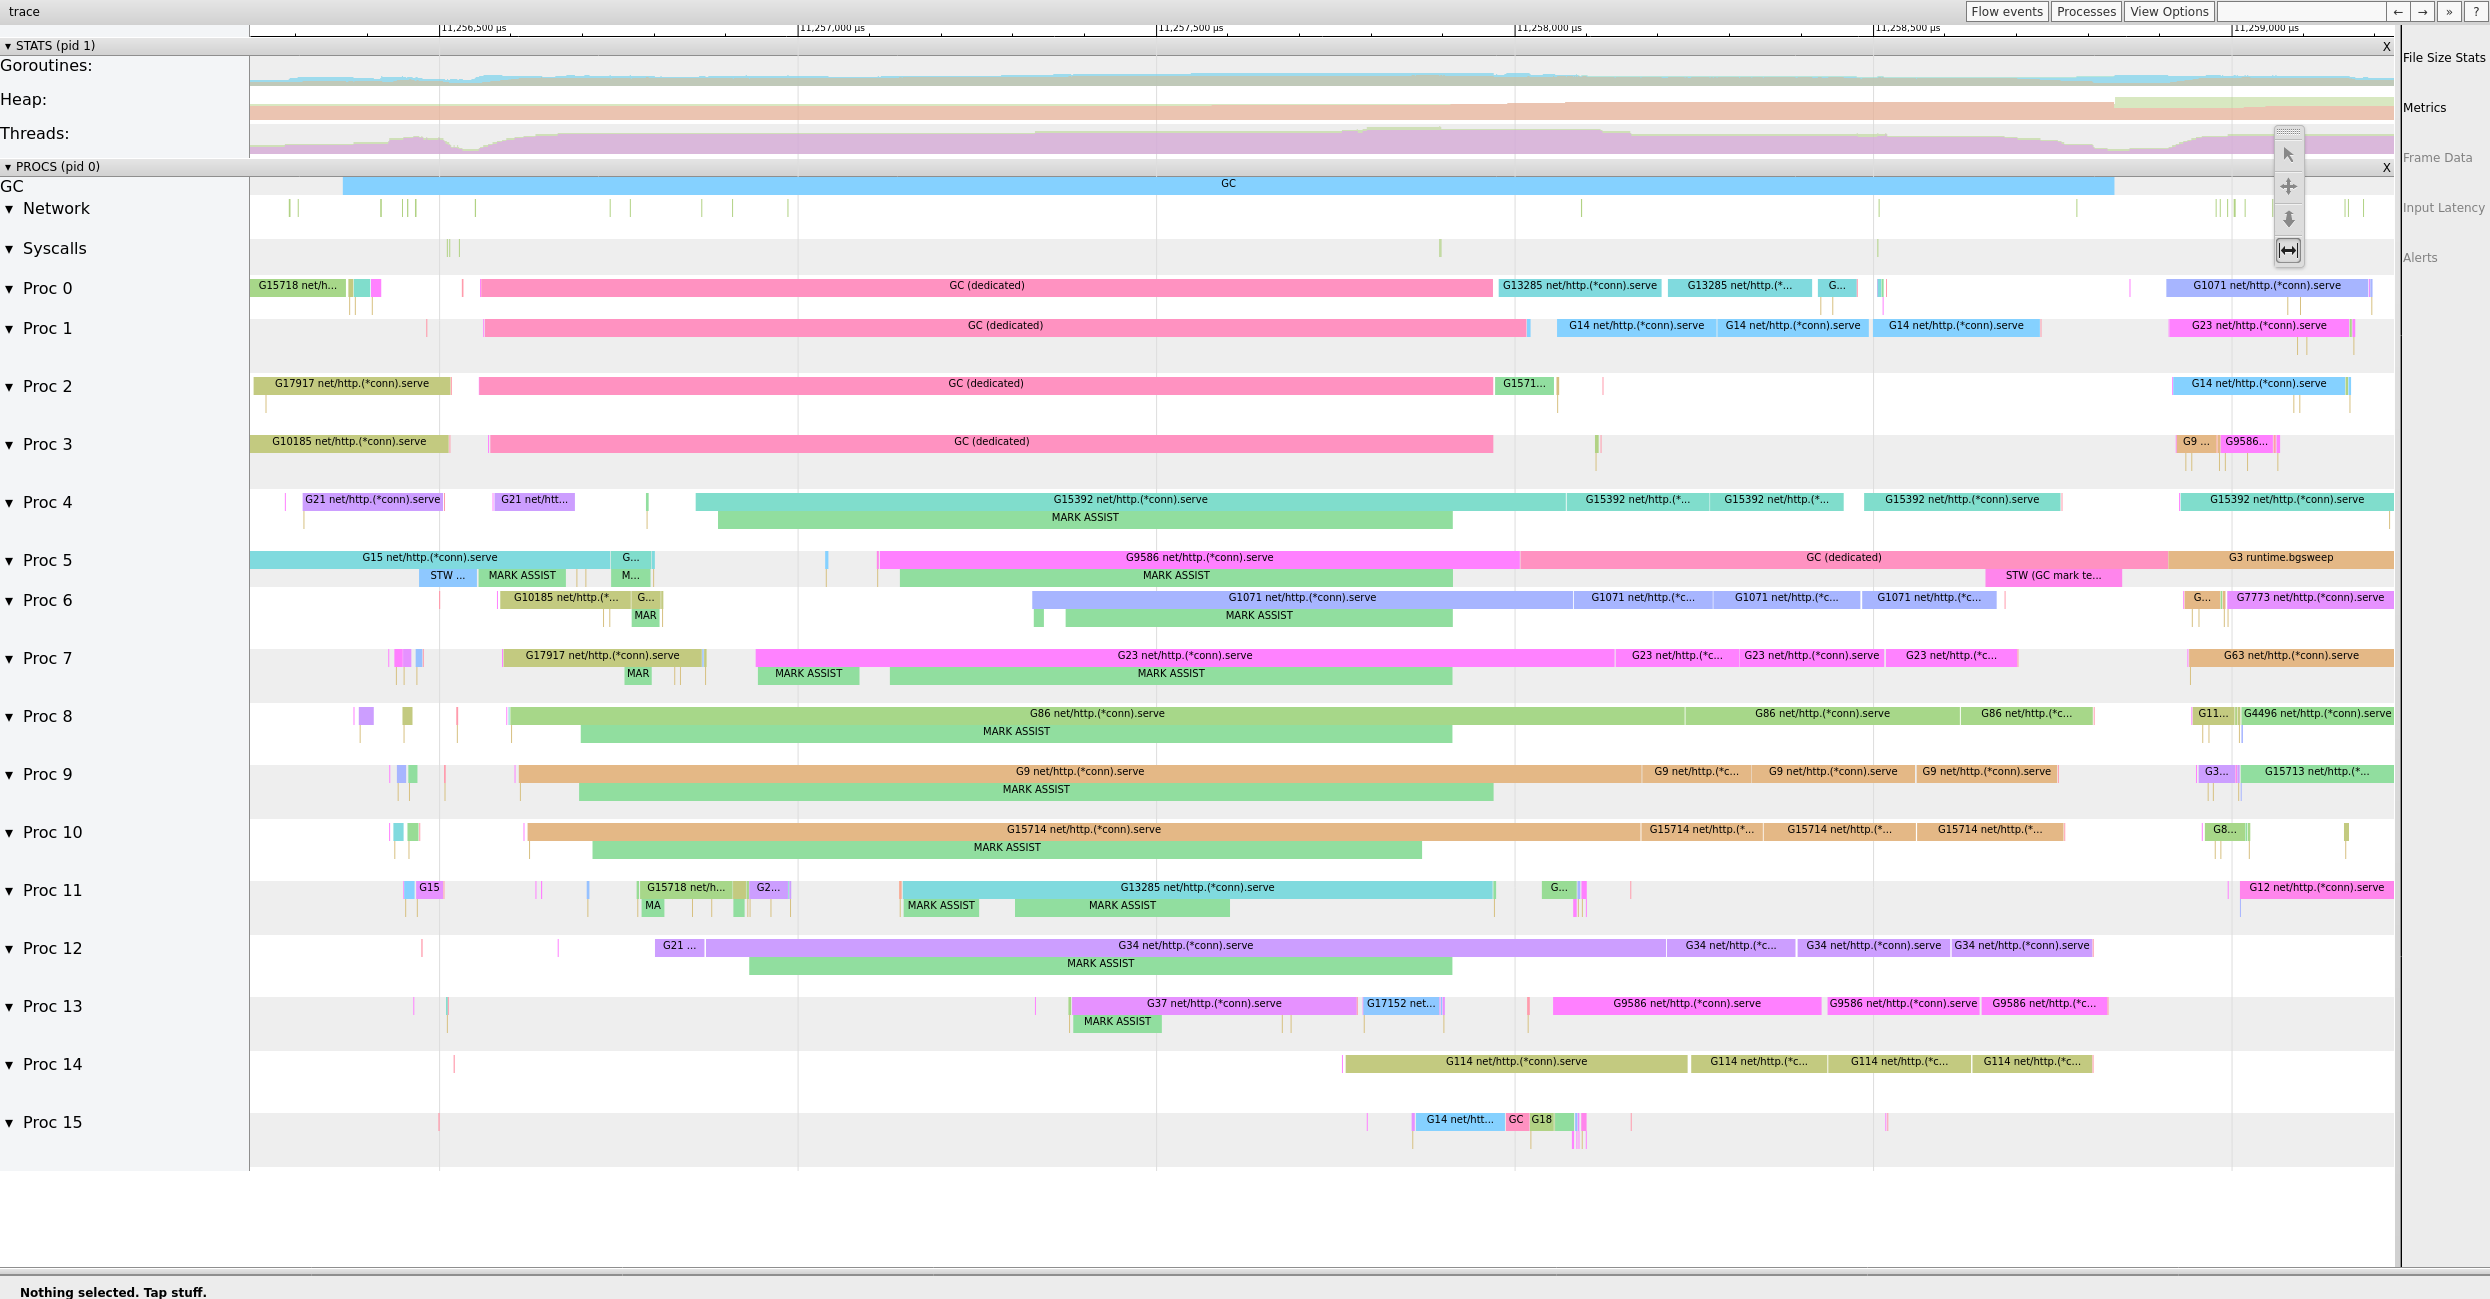 trace
Flow events Processes View Options ← → » ?
11,256,500 µs 11,257,000 µs 11,257,500 µs 11,258,000 µs 11,258,500 µs 11,259,000 µs
▾ STATS (pid 1) X
Goroutines:
Heap:
Threads:
▾ PROCS (pid 0) X
GC GC
▼ Network
▼ Syscalls
▼ Proc 0 G15718 net/h... GC (dedicated) G13285 net/http.(*conn).serve G13285 net/http.(*... G... G1071 net/http.(*conn).serve
▼ Proc 1 GC (dedicated) G14 net/http.(*conn).serve G14 net/http.(*conn).serve G14 net/http.(*conn).serve G23 net/http.(*conn).serve
▼ Proc 2 G17917 net/http.(*conn).serve GC (dedicated) G1571... G14 net/http.(*conn).serve
▼ Proc 3 G10185 net/http.(*conn).serve GC (dedicated) G9 ... G9586...
▼ Proc 4 G21 net/http.(*conn).serve G21 net/htt... G15392 net/http.(*conn).serve G15392 net/http.(*... G15392 net/http.(*... G15392 net/http.(*conn).serve G15392 net/http.(*conn).serve
MARK ASSIST
▼ Proc 5 G15 net/http.(*conn).serve G... G9586 net/http.(*conn).serve GC (dedicated) G3 runtime.bgsweep
STW ... MARK ASSIST M... MARK ASSIST STW (GC mark te...
▼ Proc 6 G10185 net/http.(*... G... G1071 net/http.(*conn).serve G1071 net/http.(*c... G1071 net/http.(*c... G1071 net/http.(*c... G... G7773 net/http.(*conn).serve
MAR MARK ASSIST
▼ Proc 7 G17917 net/http.(*conn).serve G23 net/http.(*conn).serve G23 net/http.(*c... G23 net/http.(*conn).serve G23 net/http.(*c... G63 net/http.(*conn).serve
MAR MARK ASSIST MARK ASSIST
▼ Proc 8 G86 net/http.(*conn).serve G86 net/http.(*conn).serve G86 net/http.(*c... G11... G4496 net/http.(*conn).serve
MARK ASSIST
▼ Proc 9 G9 net/http.(*conn).serve G9 net/http.(*c... G9 net/http.(*conn).serve G9 net/http.(*conn).serve G3... G15713 net/http.(*...
MARK ASSIST
▼ Proc 10 G15714 net/http.(*conn).serve G15714 net/http.(*... G15714 net/http.(*... G15714 net/http.(*... G8...
MARK ASSIST
▼ Proc 11 G15 G15718 net/h... G2... G13285 net/http.(*conn).serve G... G12 net/http.(*conn).serve
MA MARK ASSIST MARK ASSIST
▼ Proc 12 G21 ... G34 net/http.(*conn).serve G34 net/http.(*c... G34 net/http.(*conn).serve G34 net/http.(*conn).serve
MARK ASSIST
▼ Proc 13 G37 net/http.(*conn).serve G17152 net... G9586 net/http.(*conn).serve G9586 net/http.(*conn).serve G9586 net/http.(*c...
MARK ASSIST
▼ Proc 14 G114 net/http.(*conn).serve G114 net/http.(*c... G114 net/http.(*c... G114 net/http.(*c...
▼ Proc 15 G14 net/htt... GC G18
File Size Stats
Metrics
Frame Data
Input Latency
Alerts
Nothing selected. Tap stuff.